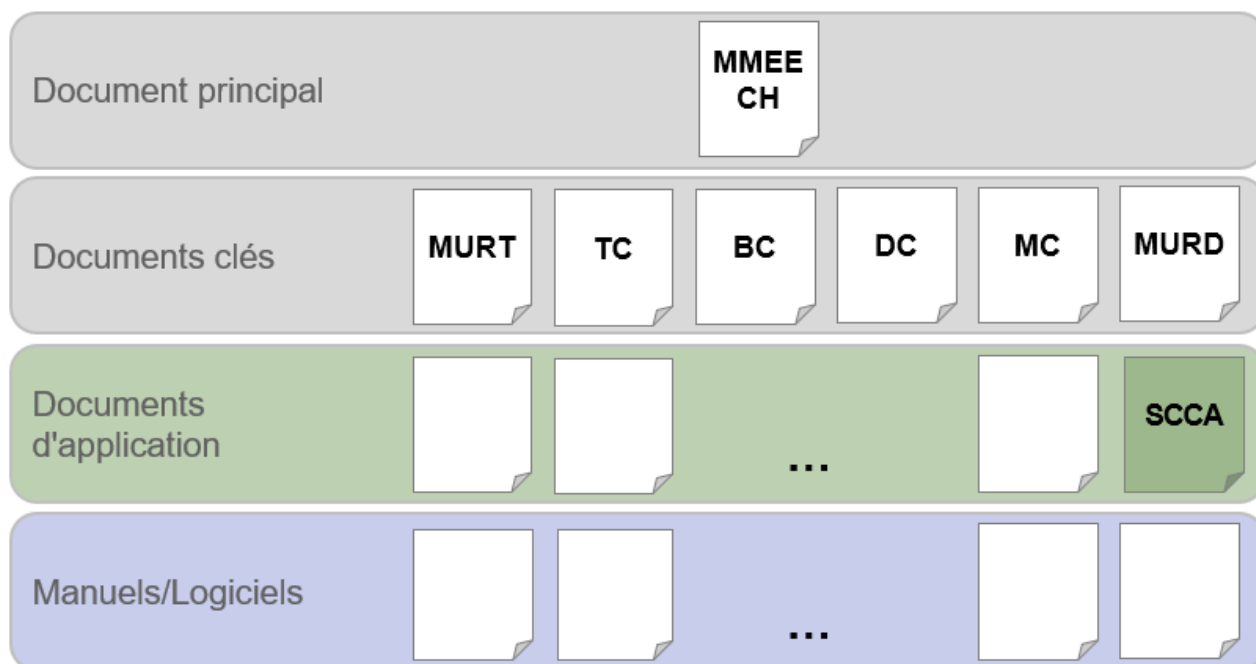 Document principal
MMEE
CH
Documents clés
MURT
TC
BC
DC
MC
MURD
Documents
d'application
...
SCCA
Manuels/Logiciels
...